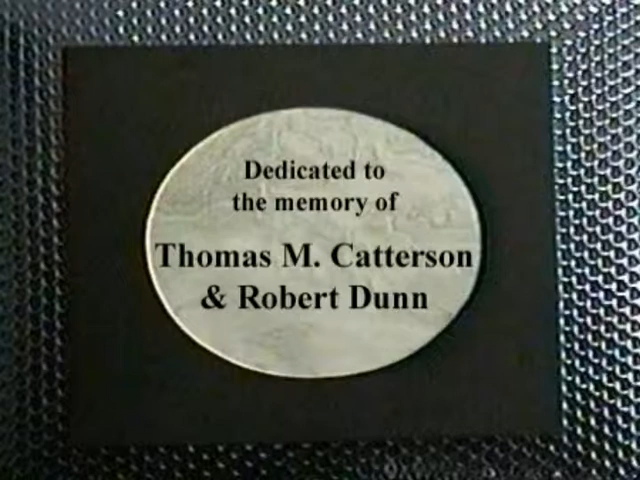 Dedicated to
the memory of
Thomas M. Catterson
& Robert Dunn